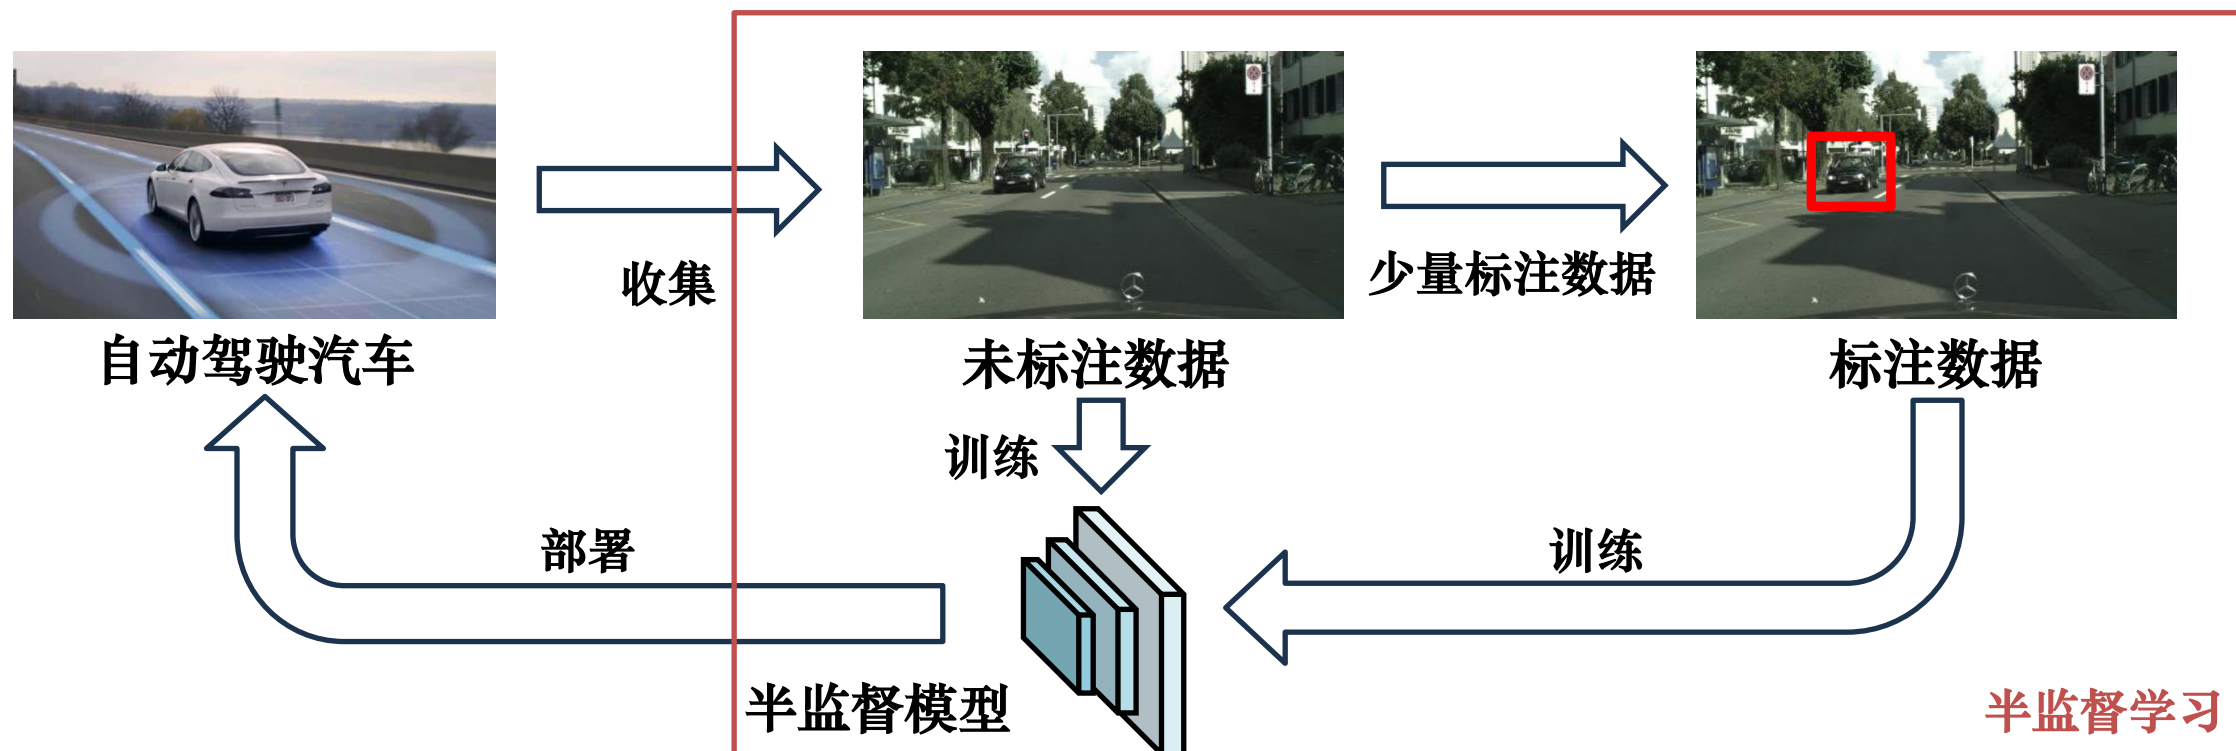 收集
少量标注数据
自动驾驶汽车
未标注数据
标注数据
训练
部署
训练
半监督模型
半监督学习